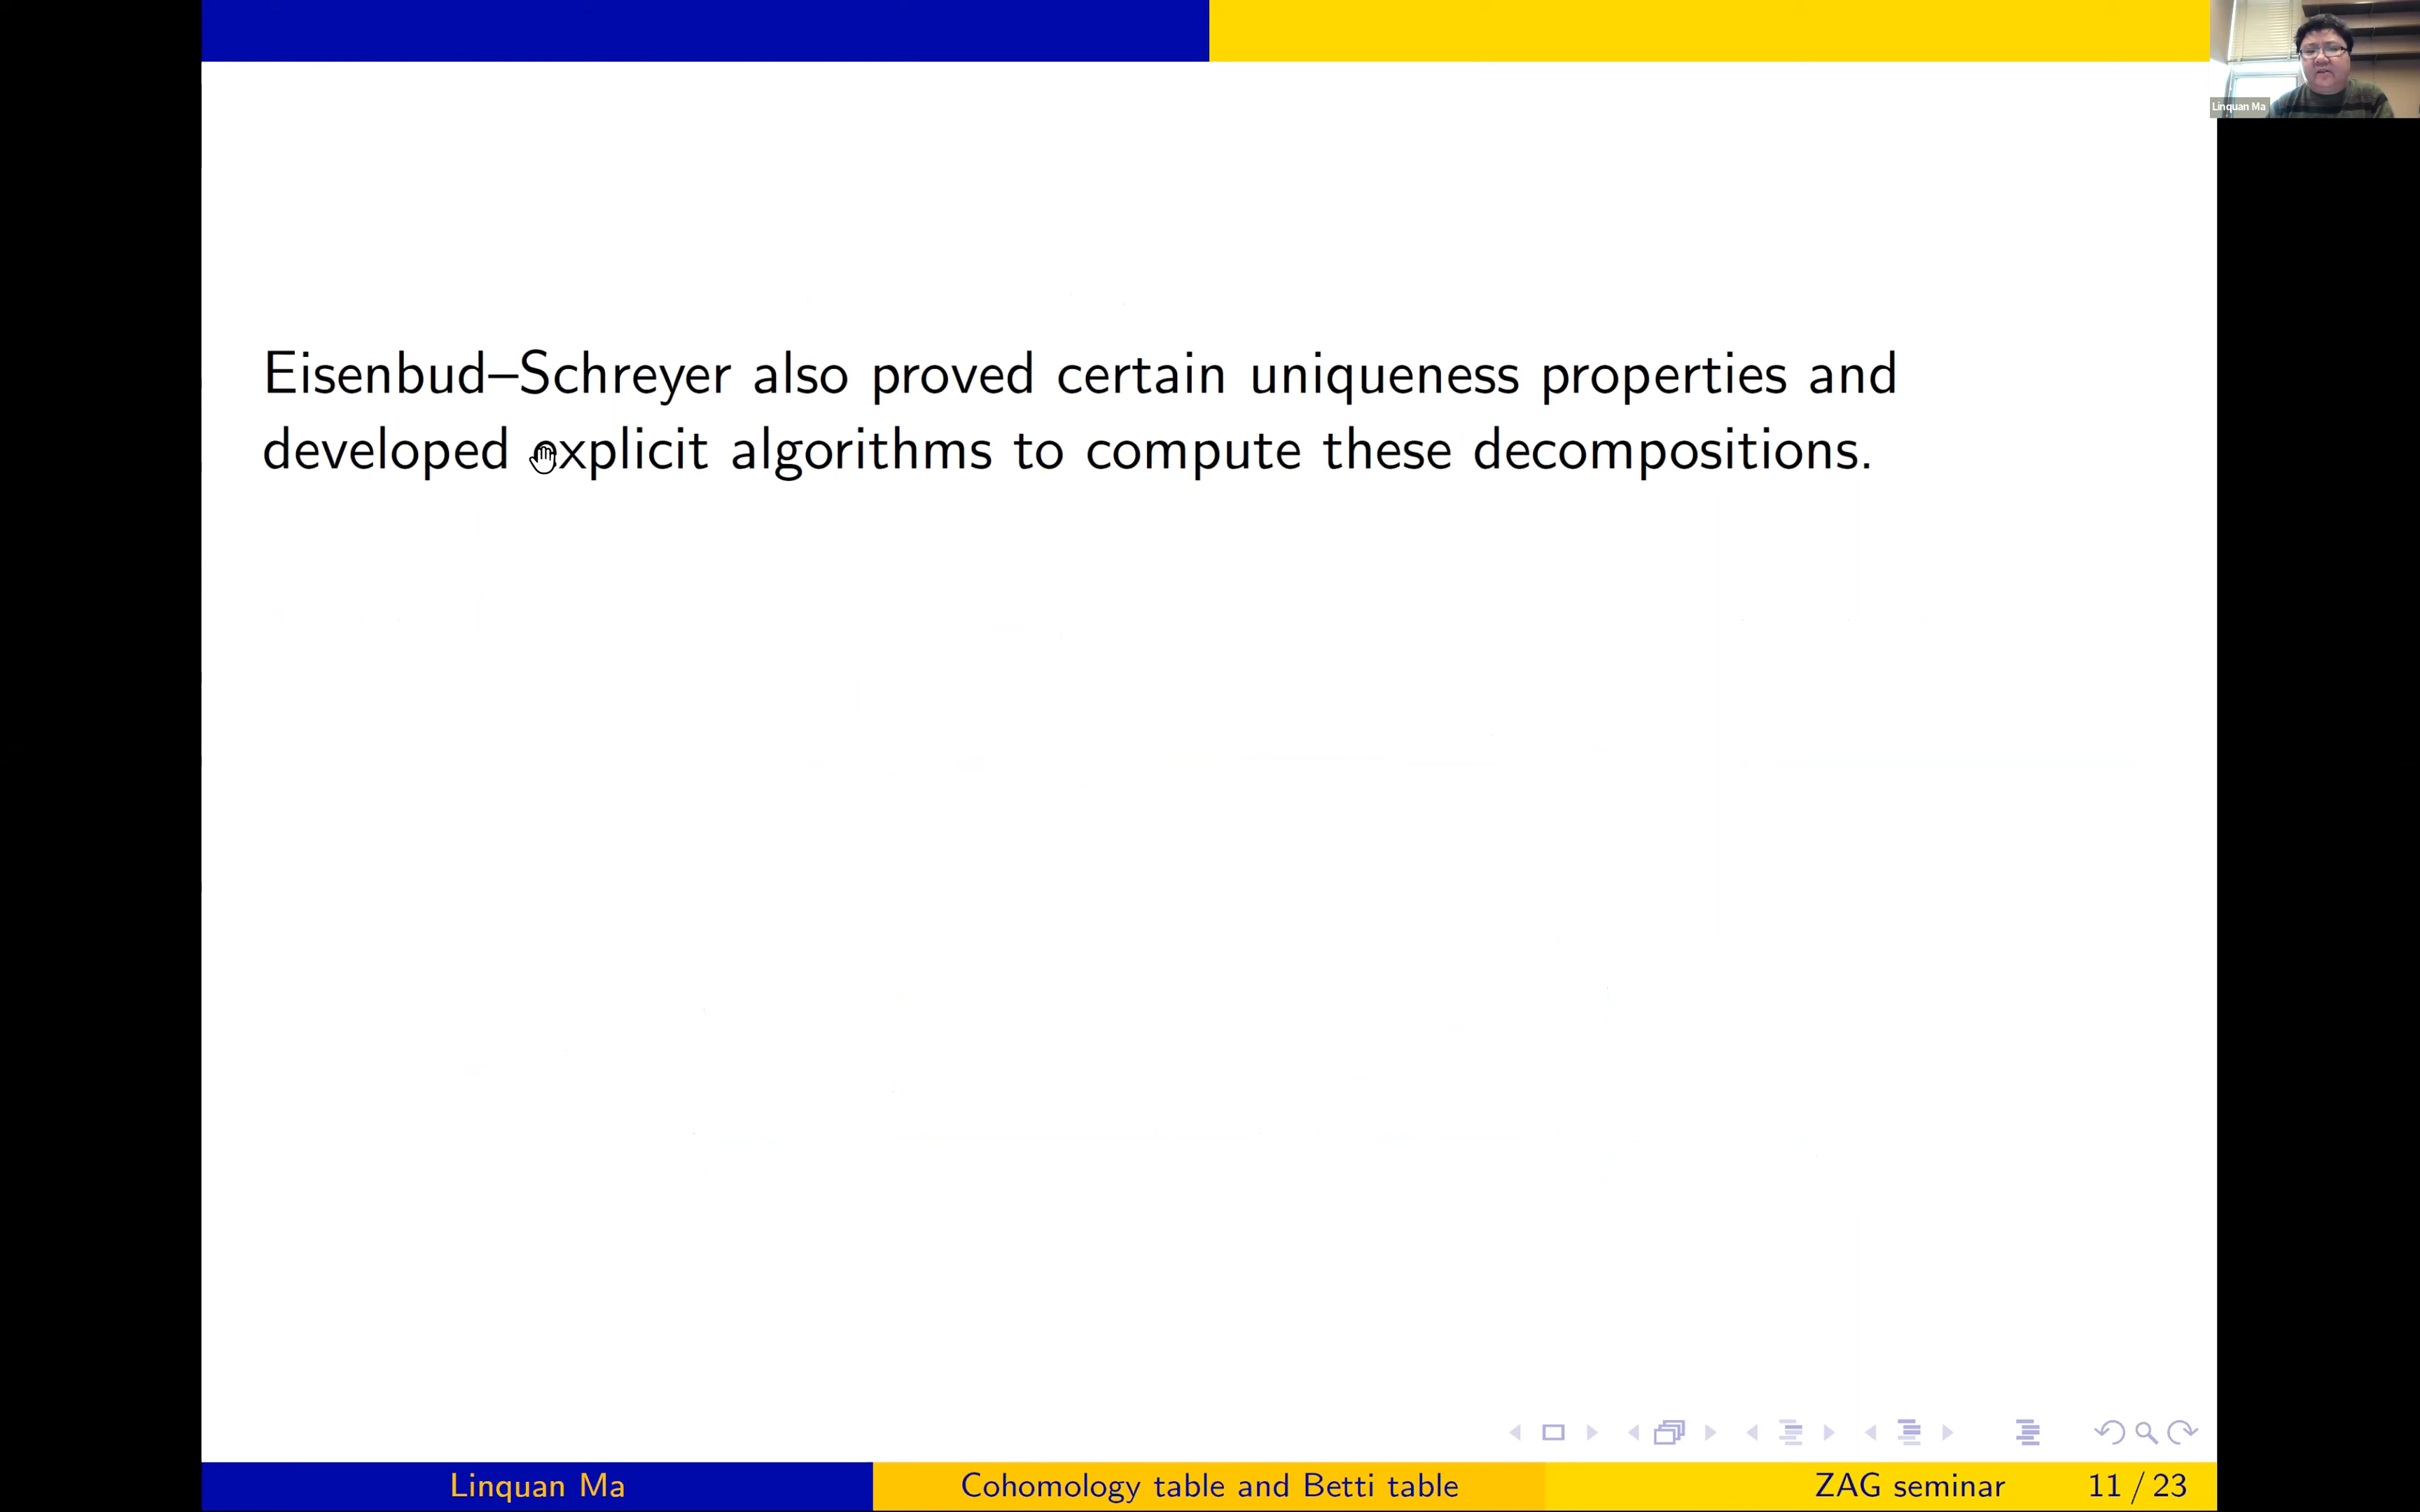 Linquan Ma
Eisenbud–Schreyer also proved certain uniqueness properties and
developed explicit algorithms to compute these decompositions.
Linquan Ma
Cohomology table and Betti table
ZAG seminar
11 / 23